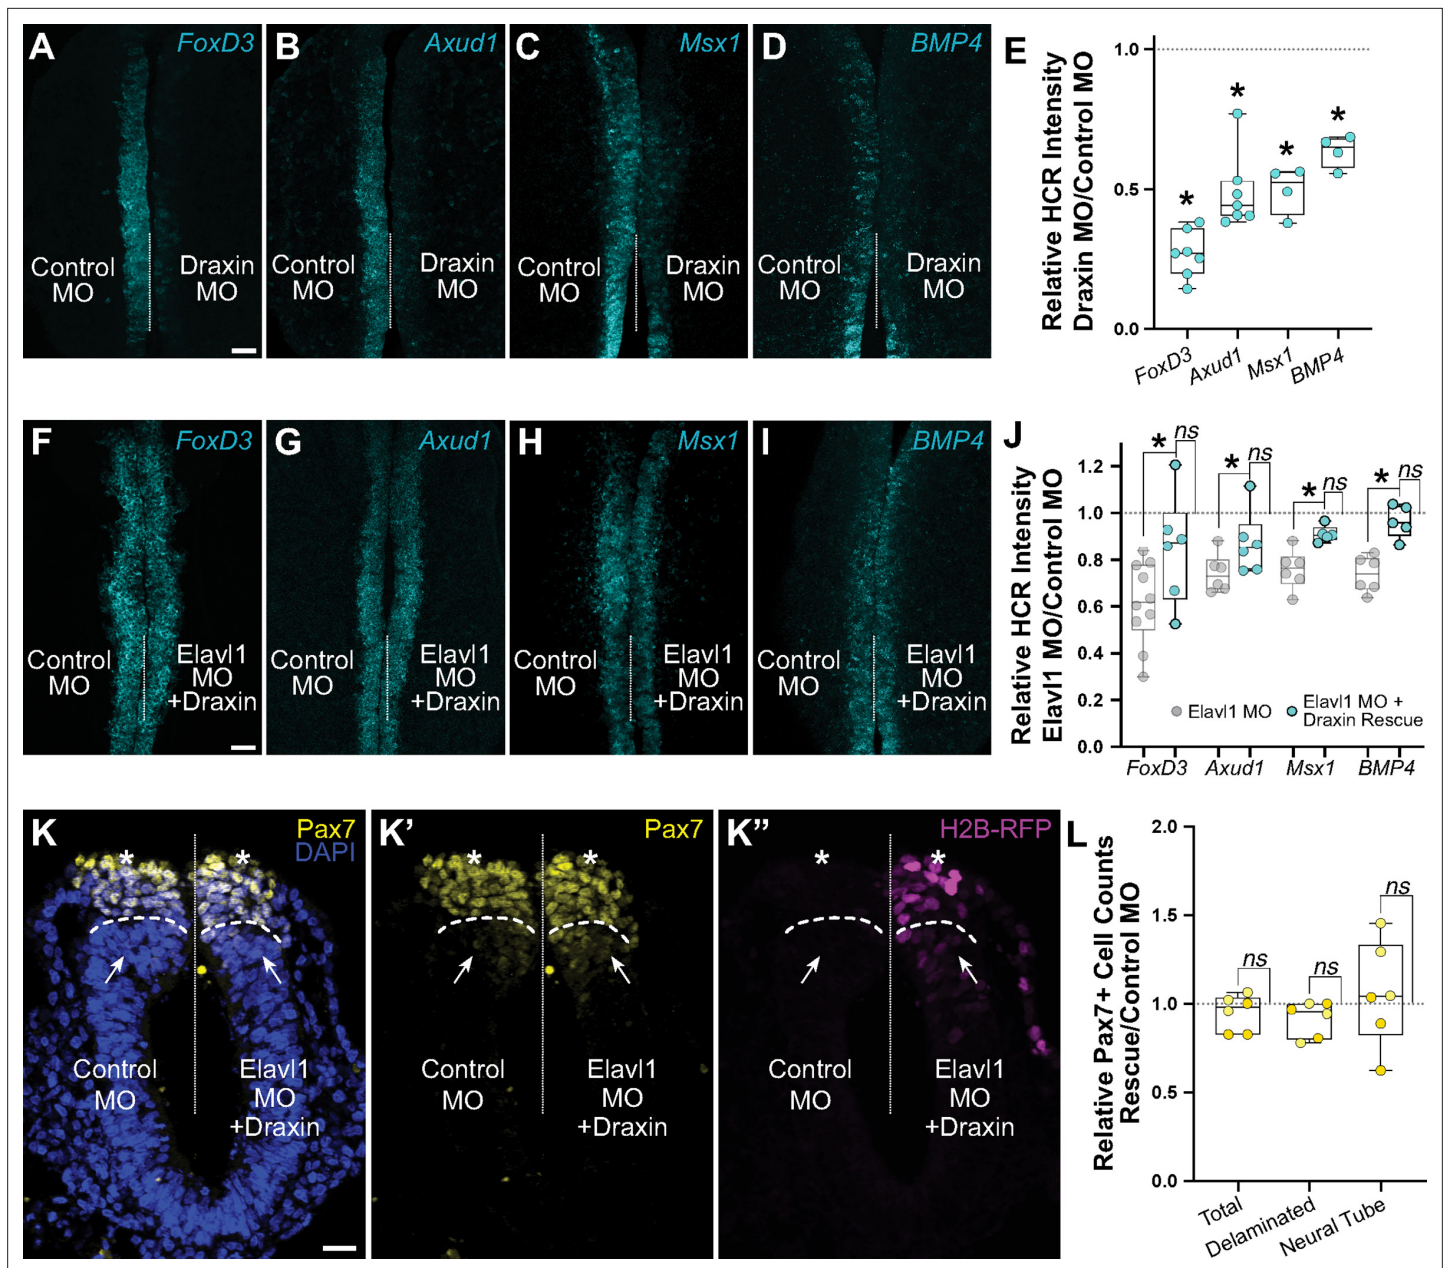 A
FoxD3
Control
MO
Draxin
MO
B
Axud1
Control
MO
Draxin
MO
C
Msx1
Control
MO
Draxin
MO
D
BMP4
Control
MO
Draxin
MO
E
Relative HCR Intensity
Draxin MO/Control MO
1.0
0.5
0.0
*
*
*
*
FoxD3
Axud1
Msx1
BMP4
F
FoxD3
Control
MO
Elavl1
MO
+Draxin
G
Axud1
Control
MO
Elavl1
MO
+Draxin
H
Msx1
Control
MO
Elavl1
MO
+Draxin
I
BMP4
Control
MO
Elavl1
MO
+Draxin
J
Relative HCR Intensity
Elavl1 MO/Control MO
1.2
1.0
0.8
0.6
0.4
0.2
0.0
* ns
* ns
* ns
* ns
Elavl1 MO
Elavl1 MO +
Draxin Rescue
FoxD3
Axud1
Msx1
BMP4
K
Pax7
DAPI
* *
Control
MO
Elavl1
MO
+Draxin
K'
Pax7
* *
Control
MO
Elavl1
MO
+Draxin
K"
H2B-RFP
* *
Control
MO
Elavl1
MO
+Draxin
L
Relative Pax7+ Cell Counts
Rescue/Control MO
2.0
1.5
1.0
0.5
0.0
ns
ns
ns
Total
Delaminated
Neural Tube